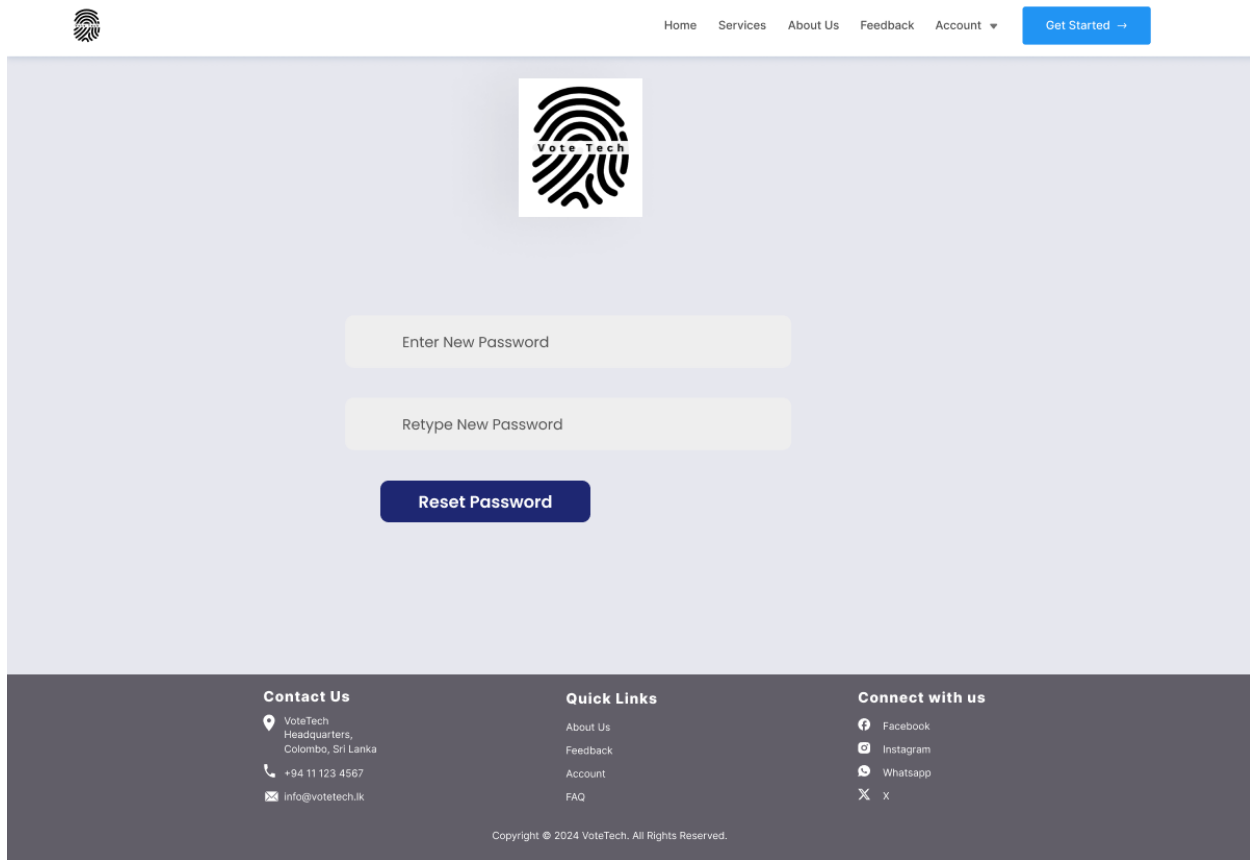 Home Services About Us Feedback Account Get Started →
Vote Tech
Enter New Password
Retype New Password
Reset Password
Contact Us
VoteTech
Headquarters,
Colombo, Sri Lanka
+94 11 123 4567
info@votetech.lk
Quick Links
About Us
Feedback
Account
FAQ
Connect with us
Facebook
Instagram
Whatsapp
X
Copyright © 2024 VoteTech. All Rights Reserved.